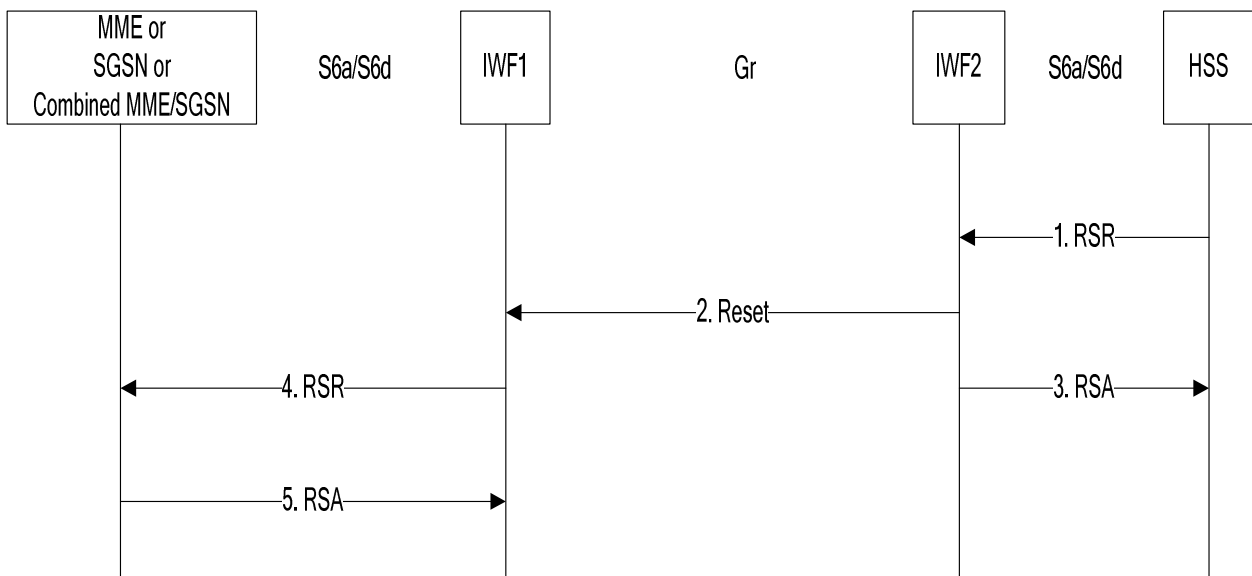 MME or
SGSN or
Combined MME/SGSN
S6a/S6d
IWF1
Gr
IWF2
S6a/S6d
HSS
1. RSR
2. Reset
4. RSR
3. RSA
5. RSA